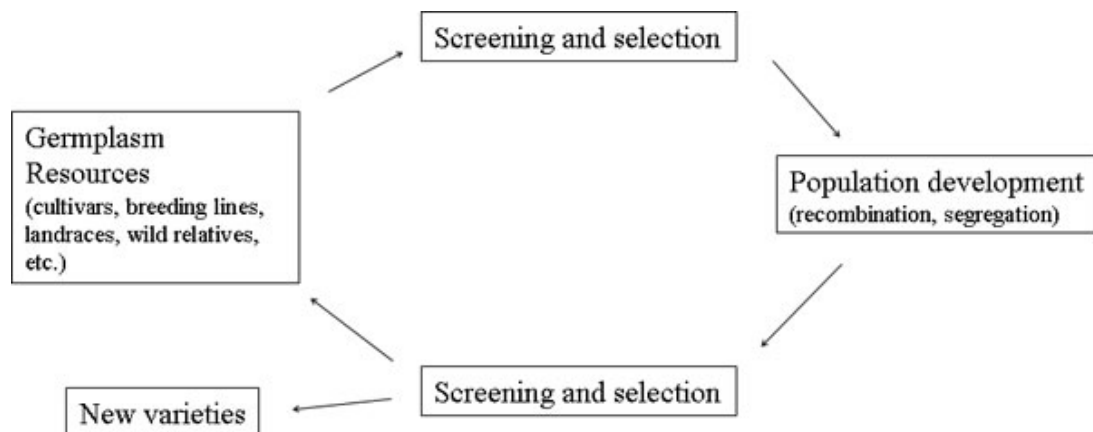 Screening and selection
Germplasm
Resources
(cultivars, breeding lines,
landraces, wild relatives,
etc.)
Population development
(recombination, segregation)
Screening and selection
New varieties